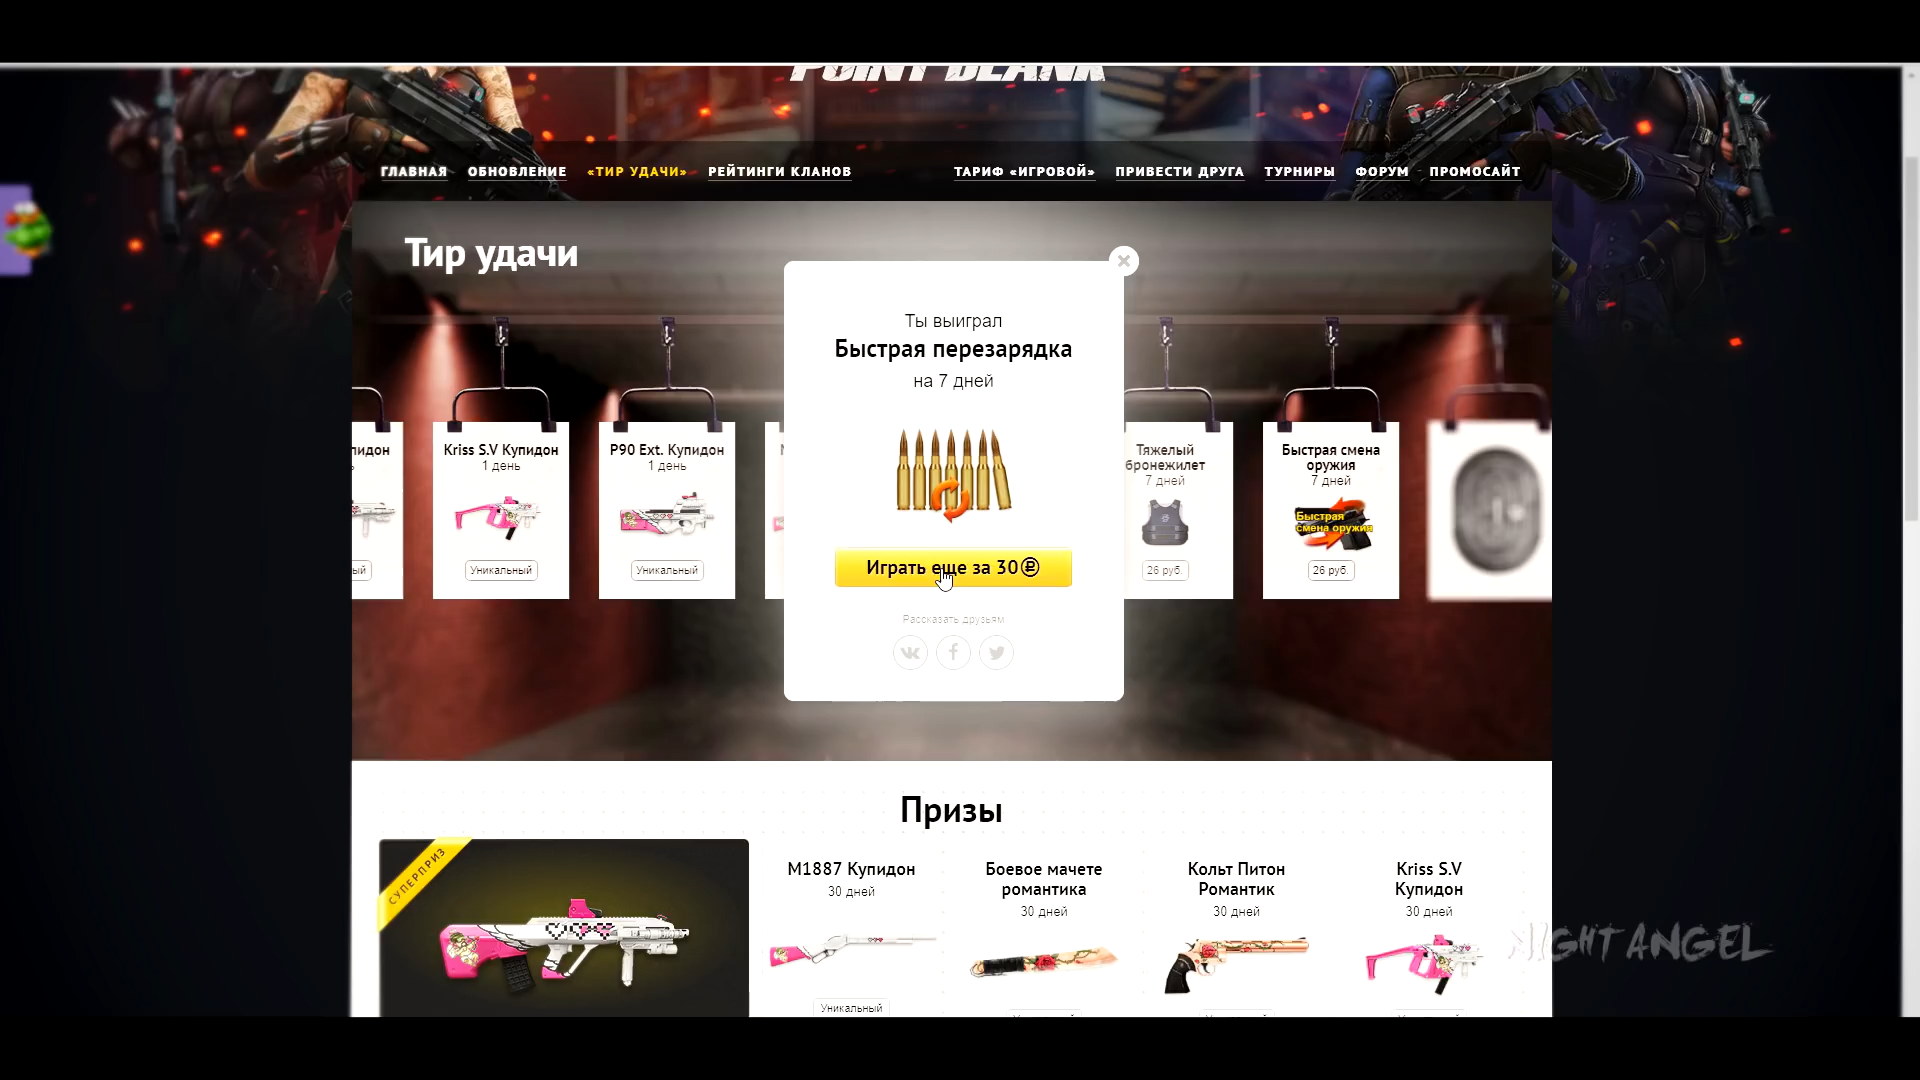 POINT BLANK
ГЛАВНАЯ ОБНОВЛЕНИЕ «ТИР УДАЧИ» РЕЙТИНГИ КЛАНОВ ТАРИФ «ИГРОВОЙ» ПРИВЕСТИ ДРУГА ТУРНИРЫ ФОРУМ ПРОМОСАЙТ
Тир удачи
Kriss S.V Купидон
1 день
Уникальный
P90 Ext. Купидон
1 день
Уникальный
Ты выиграл
Быстрая перезарядка
на 7 дней
Играть еще за 30
Рассказать друзьям
Тяжелый
бронежилет
7 дней
26 руб.
Быстрая смена
оружия
7 дней
Быстрая
смена оружия
26 руб.
Призы
СУПЕРПРИЗ
М1887 Купидон
30 дней
Уникальный
Боевое мачете
романтика
30 дней
Кольт Питон
Романтик
30 дней
Kriss S.V
Купидон
30 дней
NIGHT ANGEL